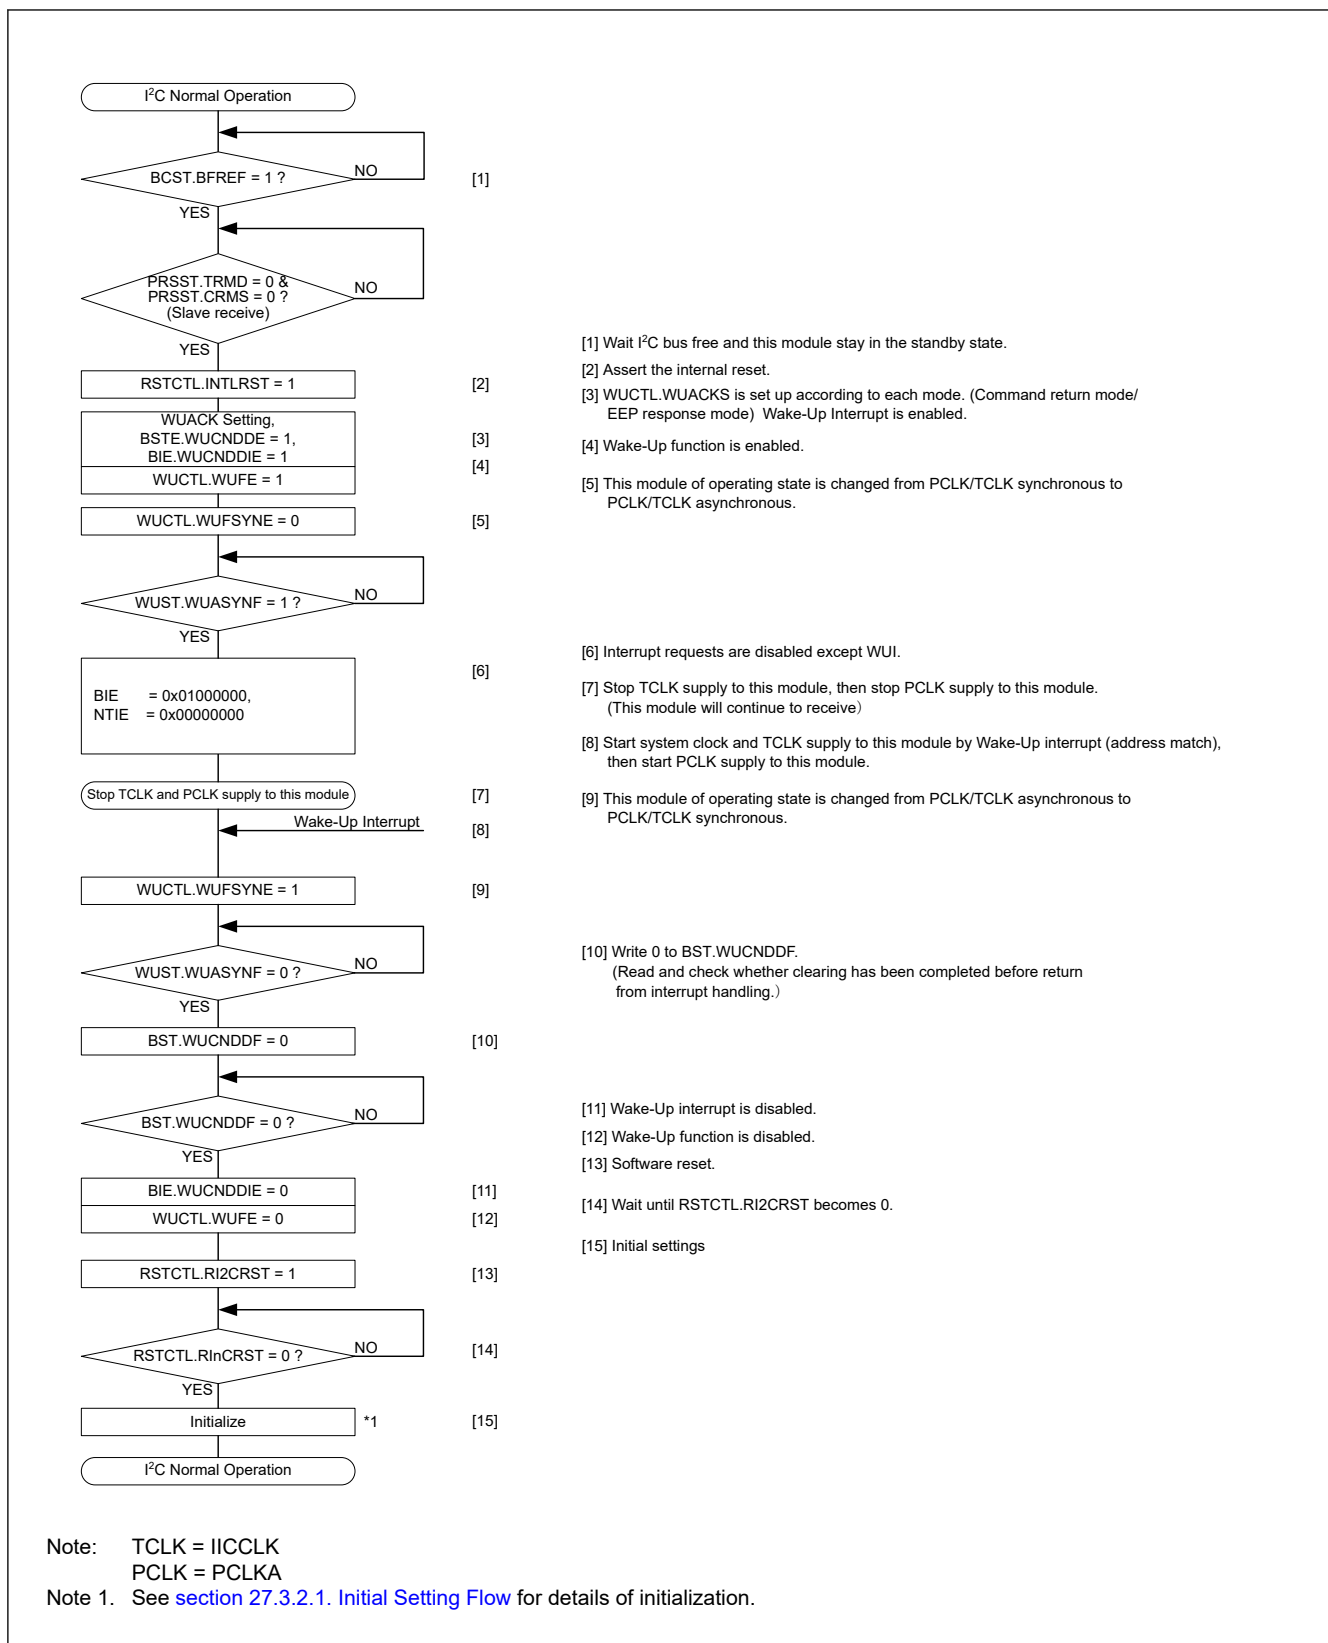 I²C Normal Operation
BCST.BFREF = 1 ?
NO
[1]
YES
PRSST.TRMD = 0 &
PRSST.CRMS = 0 ?
(Slave receive)
NO
YES
RSTCTL.INTLRST = 1
[2]
WUACK Setting,
BSTE.WUCNDDE = 1,
BIE.WUCNDDIE = 1
[3]
[4]
WUCTL.WUFE = 1
WUCTL.WUFSYNE = 0
[5]
WUST.WUASYNF = 1 ?
NO
YES
BIE = 0x01000000,
NTIE = 0x00000000
[6]
Stop TCLK and PCLK supply to this module
[7]
Wake-Up Interrupt
[8]
WUCTL.WUFSYNE = 1
[9]
WUST.WUASYNF = 0 ?
NO
YES
BST.WUCNDDF = 0
[10]
BST.WUCNDDF = 0 ?
NO
YES
BIE.WUCNDDIE = 0
[11]
WUCTL.WUFE = 0
[12]
RSTCTL.RI2CRST = 1
[13]
RSTCTL.RInCRST = 0 ?
NO
[14]
YES
Initialize
*1
[15]
I²C Normal Operation
[1] Wait I²C bus free and this module stay in the standby state.
[2] Assert the internal reset.
[3] WUCTL.WUACKS is set up according to each mode. (Command return mode/
EEP response mode) Wake-Up Interrupt is enabled.
[4] Wake-Up function is enabled.
[5] This module of operating state is changed from PCLK/TCLK synchronous to
PCLK/TCLK asynchronous.
[6] Interrupt requests are disabled except WUI.
[7] Stop TCLK supply to this module, then stop PCLK supply to this module.
(This module will continue to receive）
[8] Start system clock and TCLK supply to this module by Wake-Up interrupt (address match),
then start PCLK supply to this module.
[9] This module of operating state is changed from PCLK/TCLK asynchronous to
PCLK/TCLK synchronous.
[10] Write 0 to BST.WUCNDDF.
(Read and check whether clearing has been completed before return
from interrupt handling.）
[11] Wake-Up interrupt is disabled.
[12] Wake-Up function is disabled.
[13] Software reset.
[14] Wait until RSTCTL.RI2CRST becomes 0.
[15] Initial settings
Note: TCLK = IICCLK
PCLK = PCLKA
Note 1. See section 27.3.2.1. Initial Setting Flow for details of initialization.